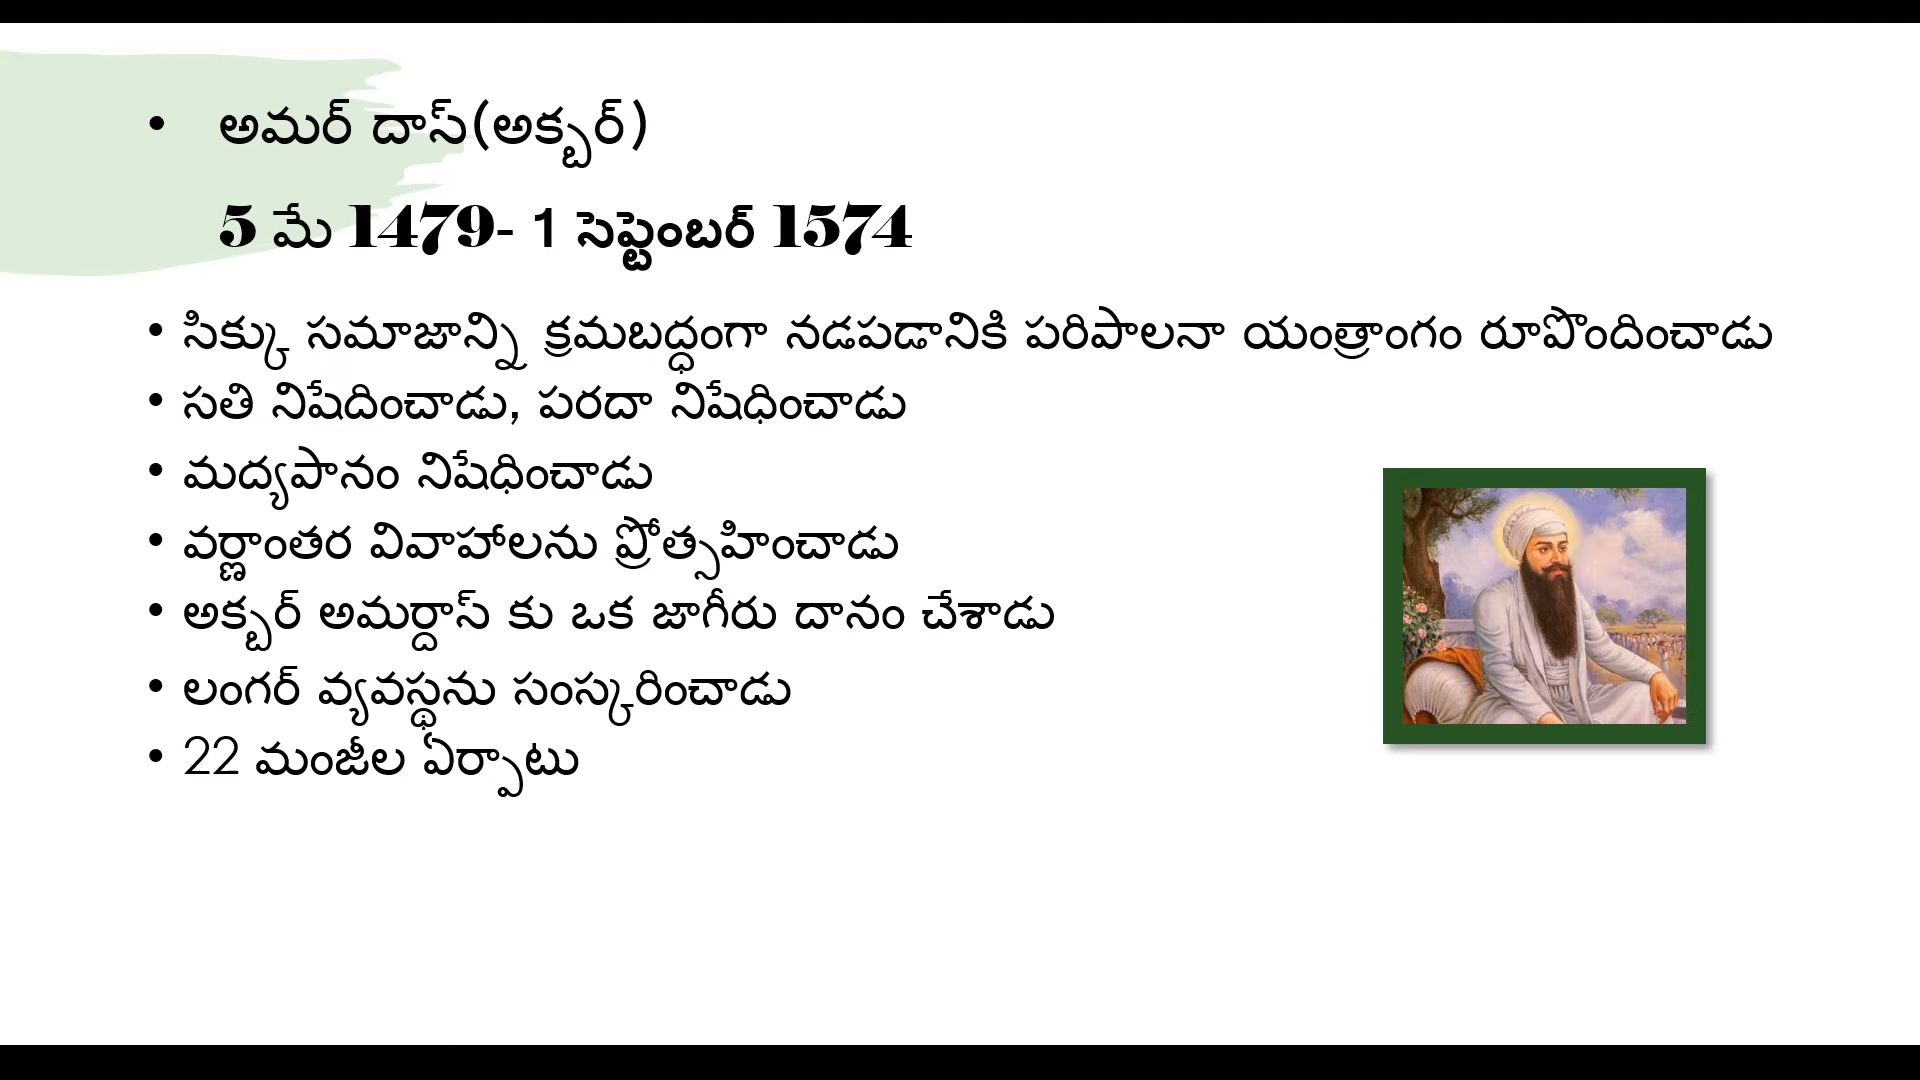 • అమర్ దాస్(అక్బర్)
5 మే 1479- 1 సెప్టెంబర్ 1574
• సిక్కు సమాజాన్ని క్రమబద్ధంగా నడపడానికి పరిపాలనా యంత్రాంగం రూపొందించాడు
• సతి నిషేదించాడు, పరదా నిషేధించాడు
• మద్యపానం నిషేధించాడు
• వర్ణాంతర వివాహాలను ప్రోత్సహించాడు
• అక్బర్ అమర్దాస్ కు ఒక జాగీరు దానం చేశాడు
• లంగర్ వ్యవస్థను సంస్కరించాడు
• 22 మంజీల ఏర్పాటు